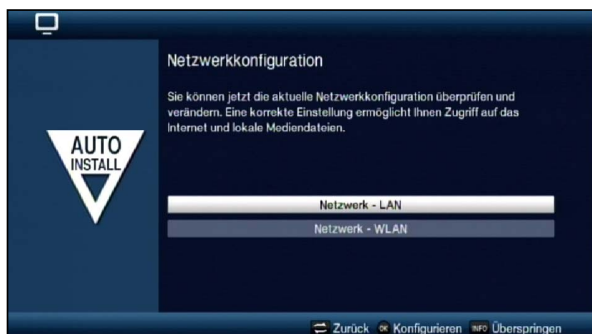 Netzwerkkonfiguration
Sie können jetzt die aktuelle Netzwerkkonfiguration überprüfen und
verändern. Eine korrekte Einstellung ermöglicht Ihnen Zugriff auf das
Internet und lokale Mediendateien.
AUTO
INSTALL
Netzwerk - LAN
Netzwerk - WLAN
Zurück OK Konfigurieren INFO Überspringen